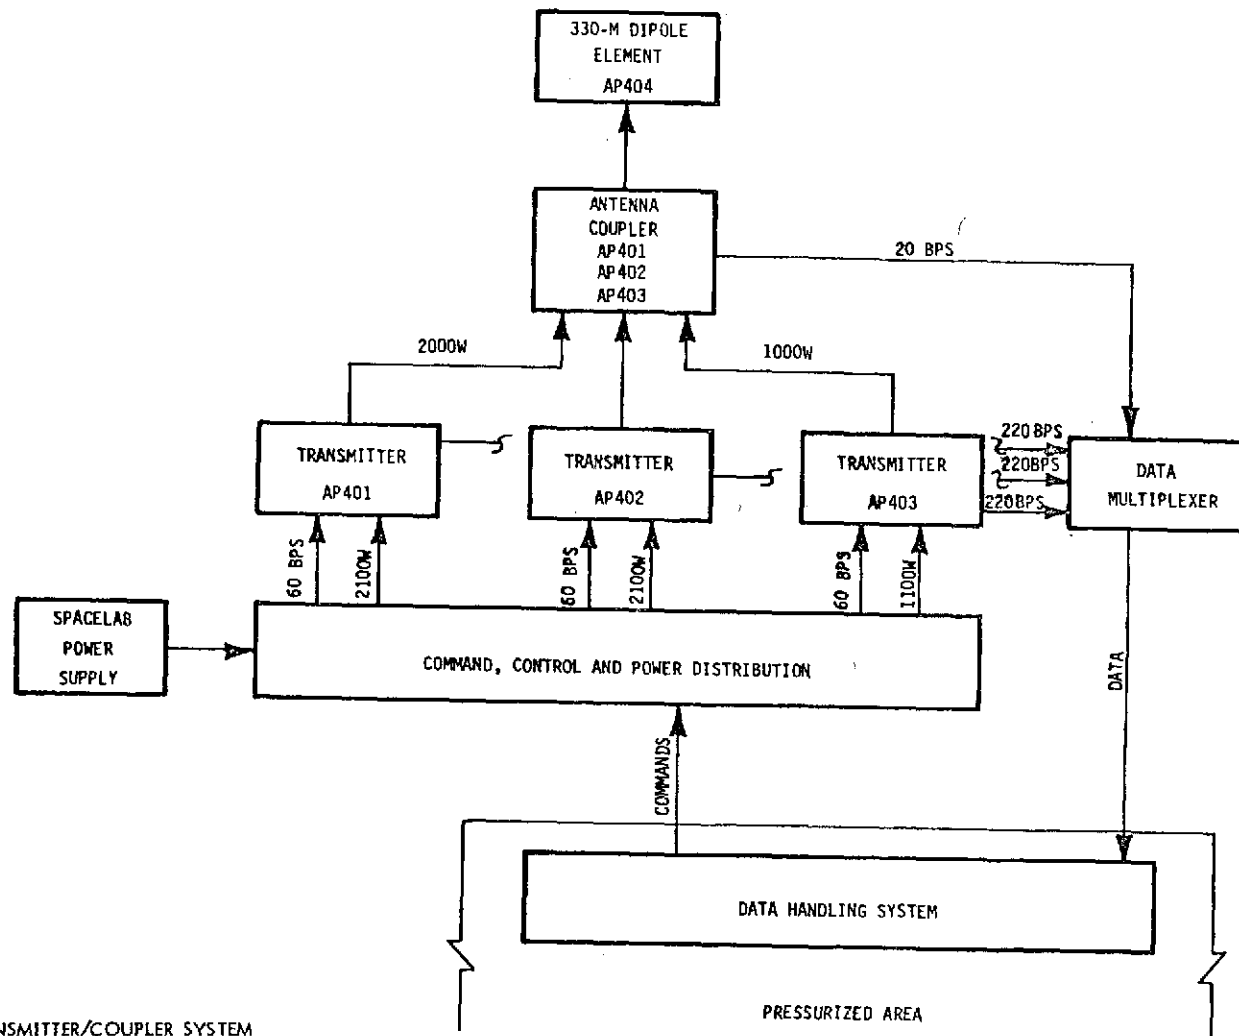 330-M DIPOLE
ELEMENT
AP404
ANTENNA
COUPLER
AP401
AP402
AP403
20 BPS
2000W
1000W
TRANSMITTER
AP401
TRANSMITTER
AP402
TRANSMITTER
AP403
220 BPS
220BPS
220BPS
DATA
MULTIPLEXER
60 BPS
2100W
60 BPS
2100W
60 BPS
1100W
SPACELAB
POWER
SUPPLY
COMMAND, CONTROL AND POWER DISTRIBUTION
DATA
COMMANDS
DATA HANDLING SYSTEM
PRESSURIZED AREA
NSMITTER/COUPLER SYSTEM